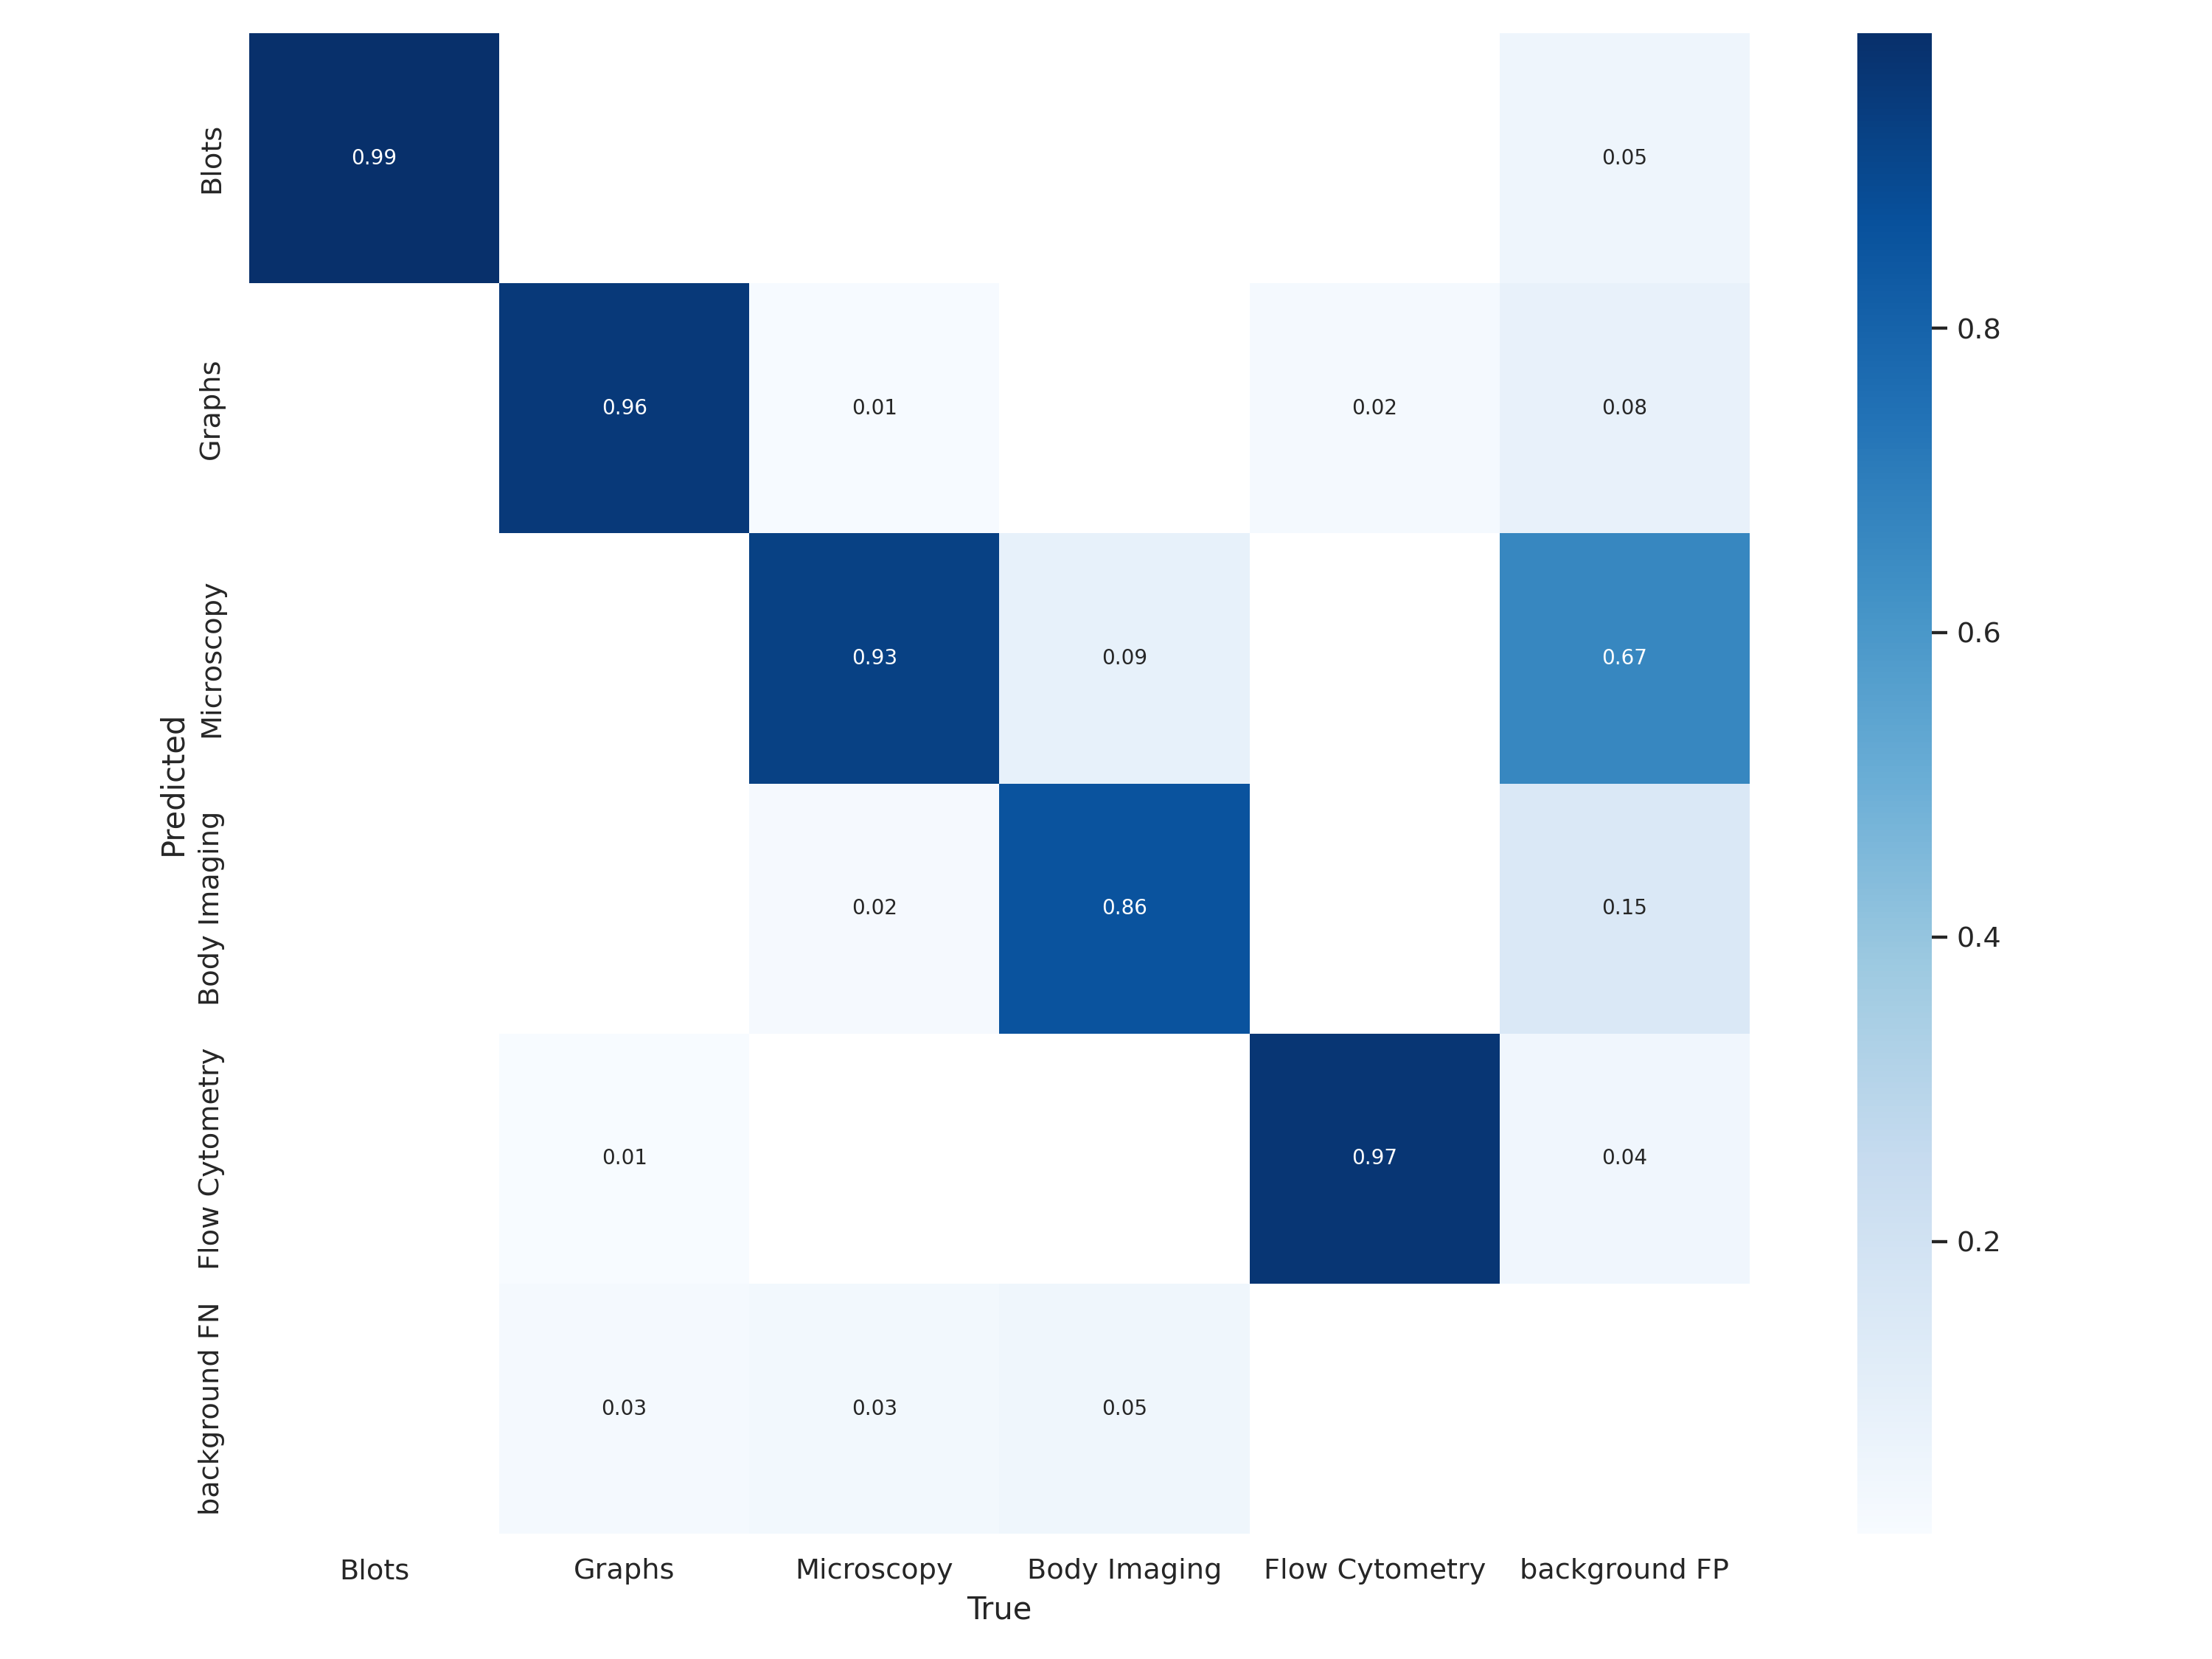 Predicted
Blots
0.99
0.05
Graphs
0.96
0.01
0.02
0.08
Microscopy
0.93
0.09
0.67
Body Imaging
0.02
0.86
0.15
Flow Cytometry
0.01
0.97
0.04
background FN
0.03
0.03
0.05
Blots
Graphs
Microscopy
Body Imaging
Flow Cytometry
background FP
True
0.8
0.6
0.4
0.2